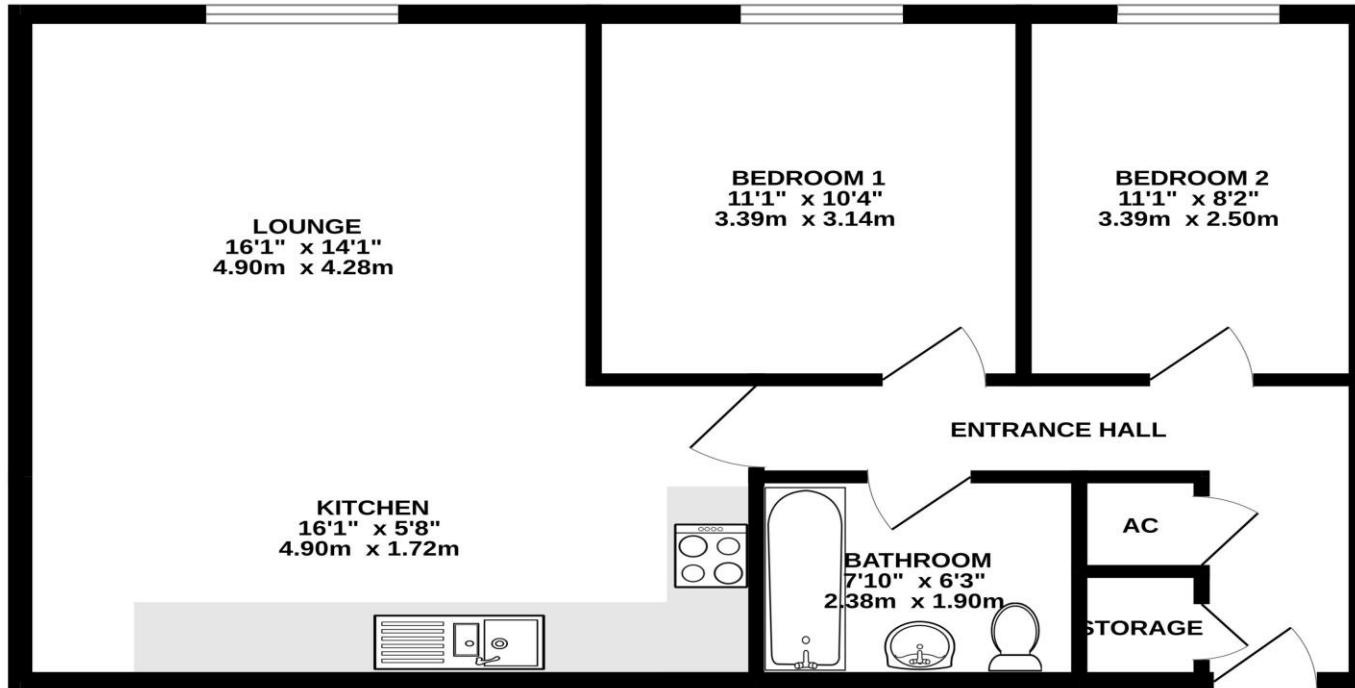 BEDROOM 1
11'1" x 10'4"
3.39m x 3.14m
BEDROOM 2
11'1" x 8'2"
3.39m x 2.50m
LOUNGE
16'1" x 14'1"
4.90m x 4.28m
ENTRANCE HALL
KITCHEN
16'1" x 5'8"
4.90m x 1.72m
AC
BATHROOM
7'10" x 6'3"
2.38m x 1.90m
STORAGE